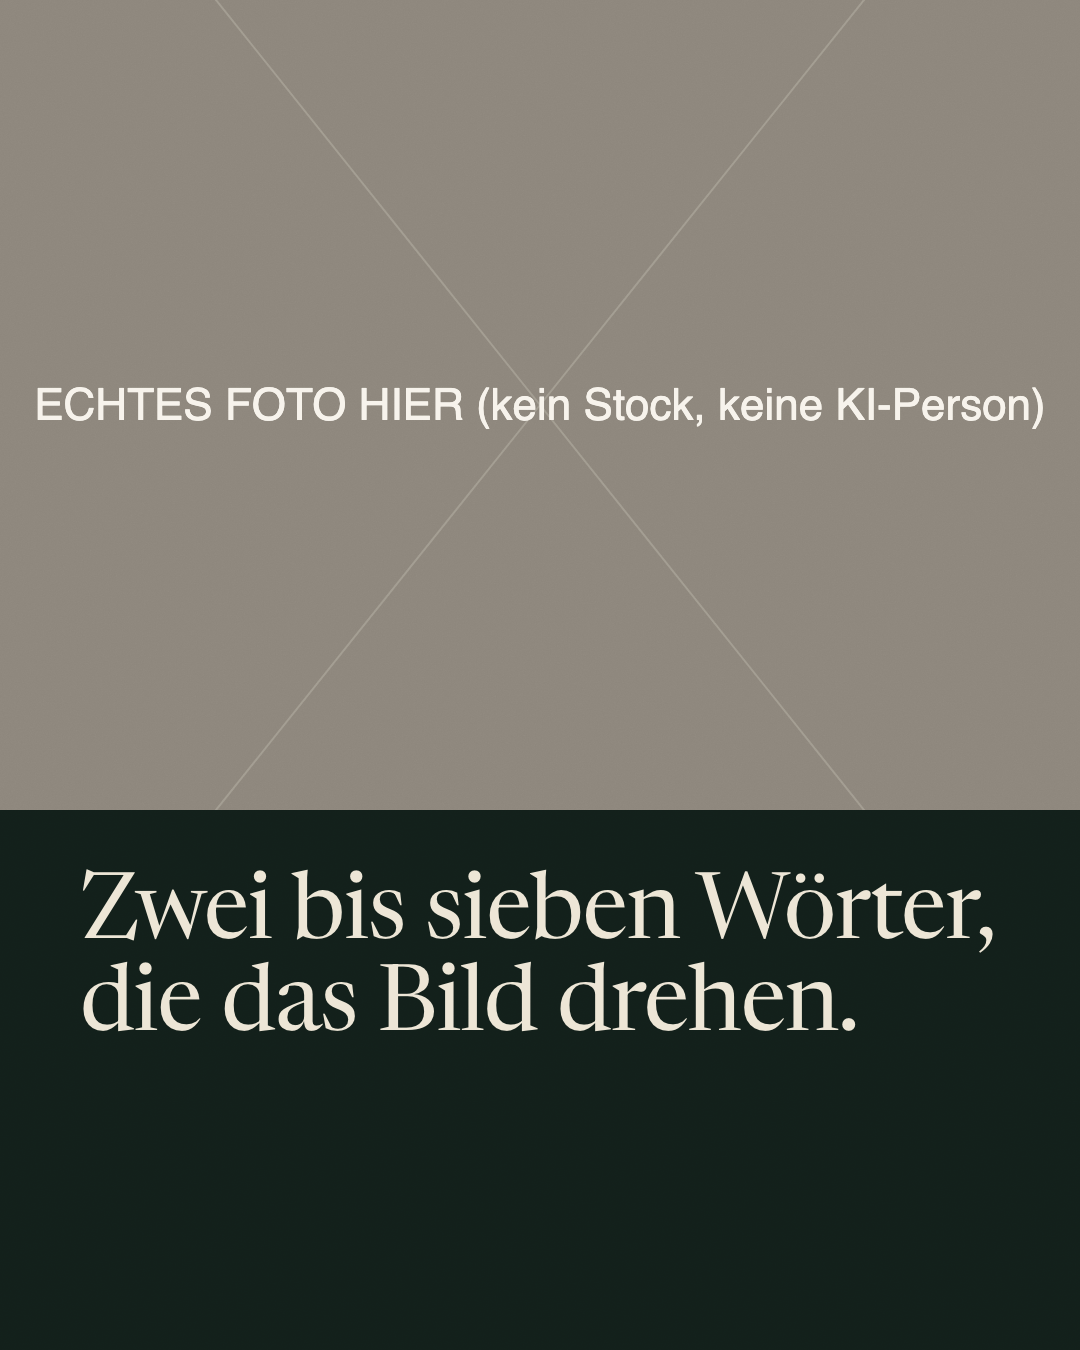 ECHTES FOTO HIER (kein Stock, keine KI-Person)
Zwei bis sieben Wörter,
die das Bild drehen.